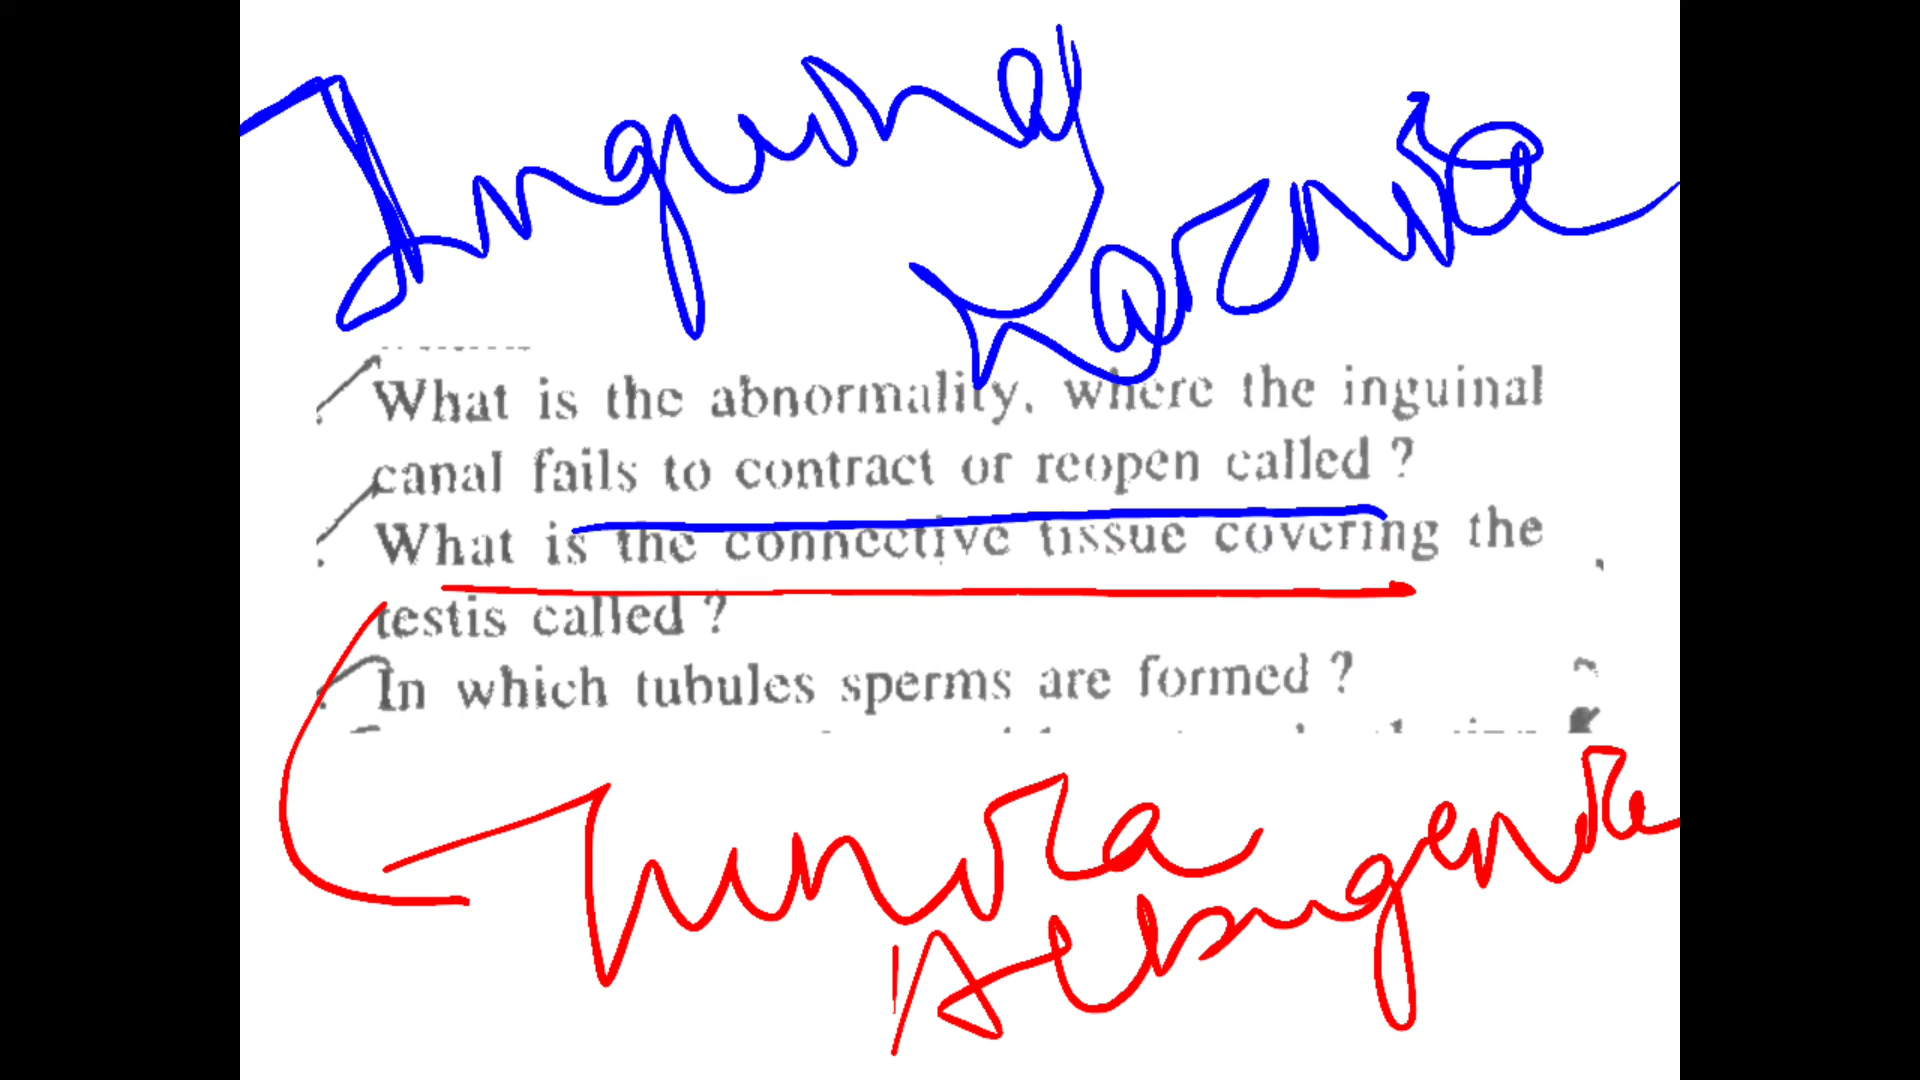 Inguinal
Hernia
What is the abnormality, where the inguinal
canal fails to contract or reopen called ?
What is the connective tissue covering the
testis called ?
In which tubules sperms are formed ?
Tunica
Albugenia